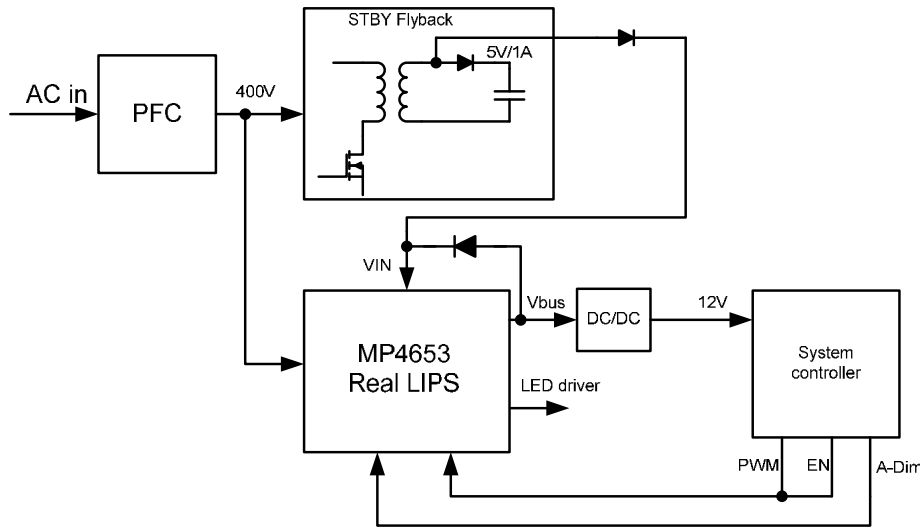 STBY Flyback
5V/1A
AC in
PFC
400V
VIN
Vbus
DC/DC
12V
MP4653
Real LIPS
System
controller
LED driver
PWM
EN
A-Dim